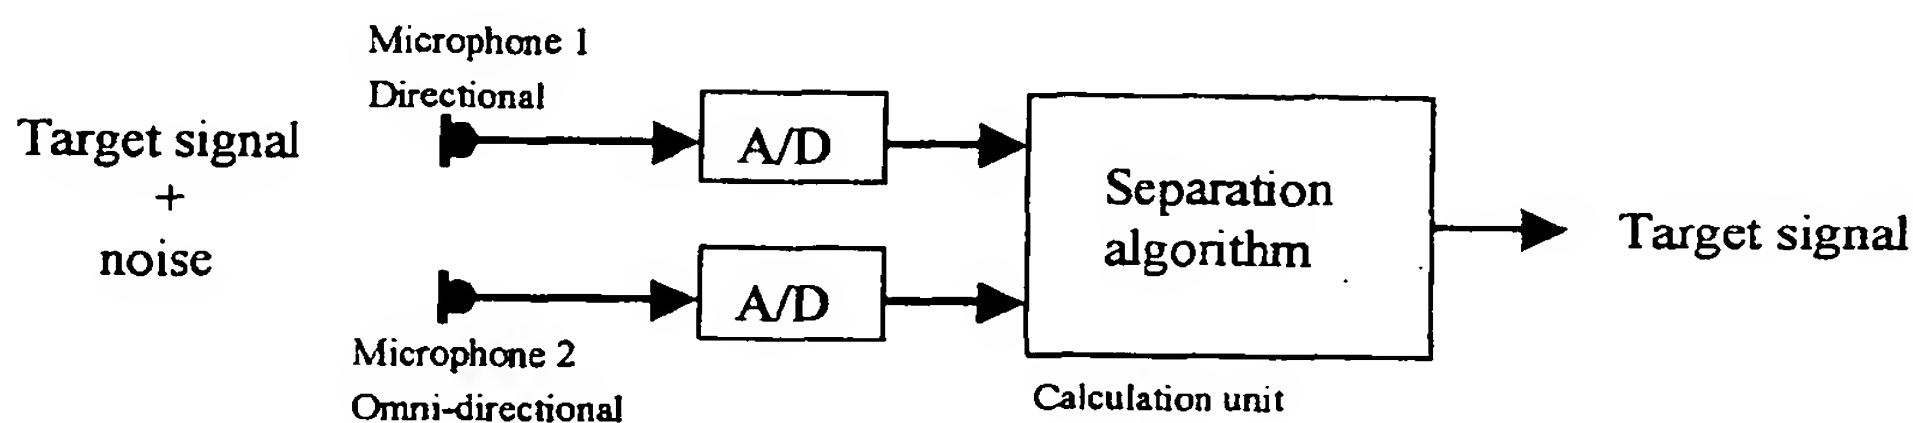 Microphone 1
Directional
Target signal
+
noise
A/D
A/D
Microphone 2
Omni-directional
Separation
algorithm
Calculation unit
Target signal